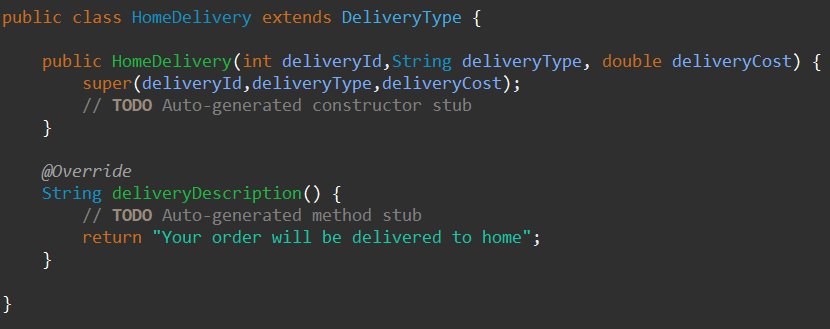 public class HomeDelivery extends DeliveryType {
public HomeDelivery(int deliveryId,String deliveryType, double deliveryCost) {
super(deliveryId,deliveryType,deliveryCost);
// TODO Auto-generated constructor stub
}
@Override
String deliveryDescription() {
// TODO Auto-generated method stub
return "Your order will be delivered to home";
}
}